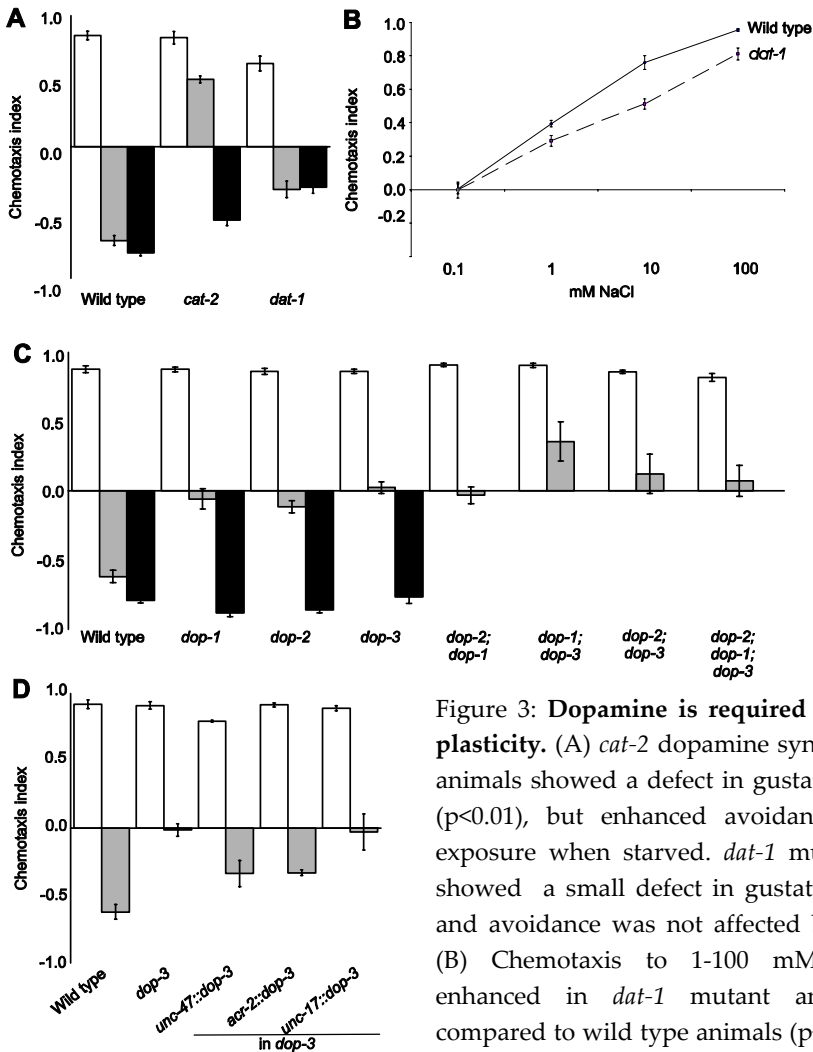 A
1.0
0.5
0.0
-0.5
-1.0
Chemotaxis index
Wild type
cat-2
dat-1
B
1.0
0.8
0.6
0.4
0.2
0.0
-0.2
Chemotaxis index
Wild type
dat-1
0.1 1 10 100
mM NaCl
C
1.0
0.5
0.0
-0.5
-1.0
Chemotaxis index
Wild type
dop-1
dop-2
dop-3
dop-2;
dop-1
dop-1;
dop-3
dop-2;
dop-3
dop-2;
dop-1;
dop-3
D
1.0
0.5
0.0
-0.5
-1.0
Chemotaxis index
Wild type
dop-3
unc-47::dop-3
acr-2::dop-3
unc-17::dop-3
in dop-3
Figure 3: Dopamine is required
plasticity. (A) cat-2 dopamine syn
animals showed a defect in gusta
(p<0.01), but enhanced avoidan
exposure when starved. dat-1 mu
showed a small defect in gustat
and avoidance was not affected
(B) Chemotaxis to 1-100 mM
enhanced in dat-1 mutant an
compared to wild type animals (p